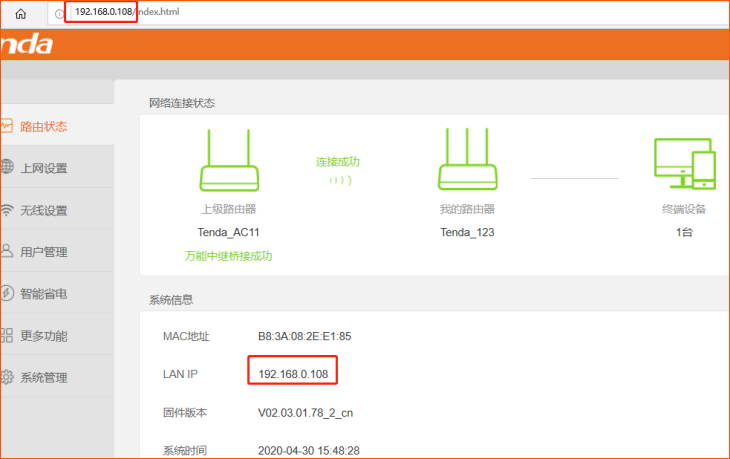 192.168.0.108/index.html
nda
网络连接状态
路由状态
上网设置
无线设置
用户管理
智能省电
更多功能
系统管理
连接成功
上级路由器
我的路由器
终端设备
Tenda_AC11
Tenda_123
1台
万能中继桥接成功
系统信息
MAC地址 B8:3A:08:2E:E1:85
LAN IP 192.168.0.108
固件版本 V02.03.01.78_2_cn
系统时间 2020-04-30 15:48:28